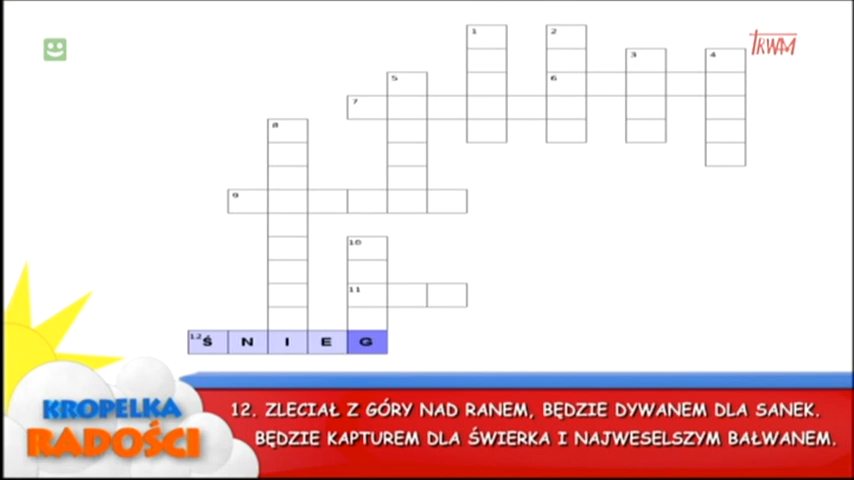 1
2
TRWAM
3
4
5
6
7
8
9
10
11
12 Ś N I E G
KROPELKA
RADOŚCI
12. ZLECIAŁ Z GÓRY NAD RANEM, BĘDZIE DYWANEM DLA SANEK.
BĘDZIE KAPTUREM DLA ŚWIERKA I NAJWESELSZYM BAŁWANEM.